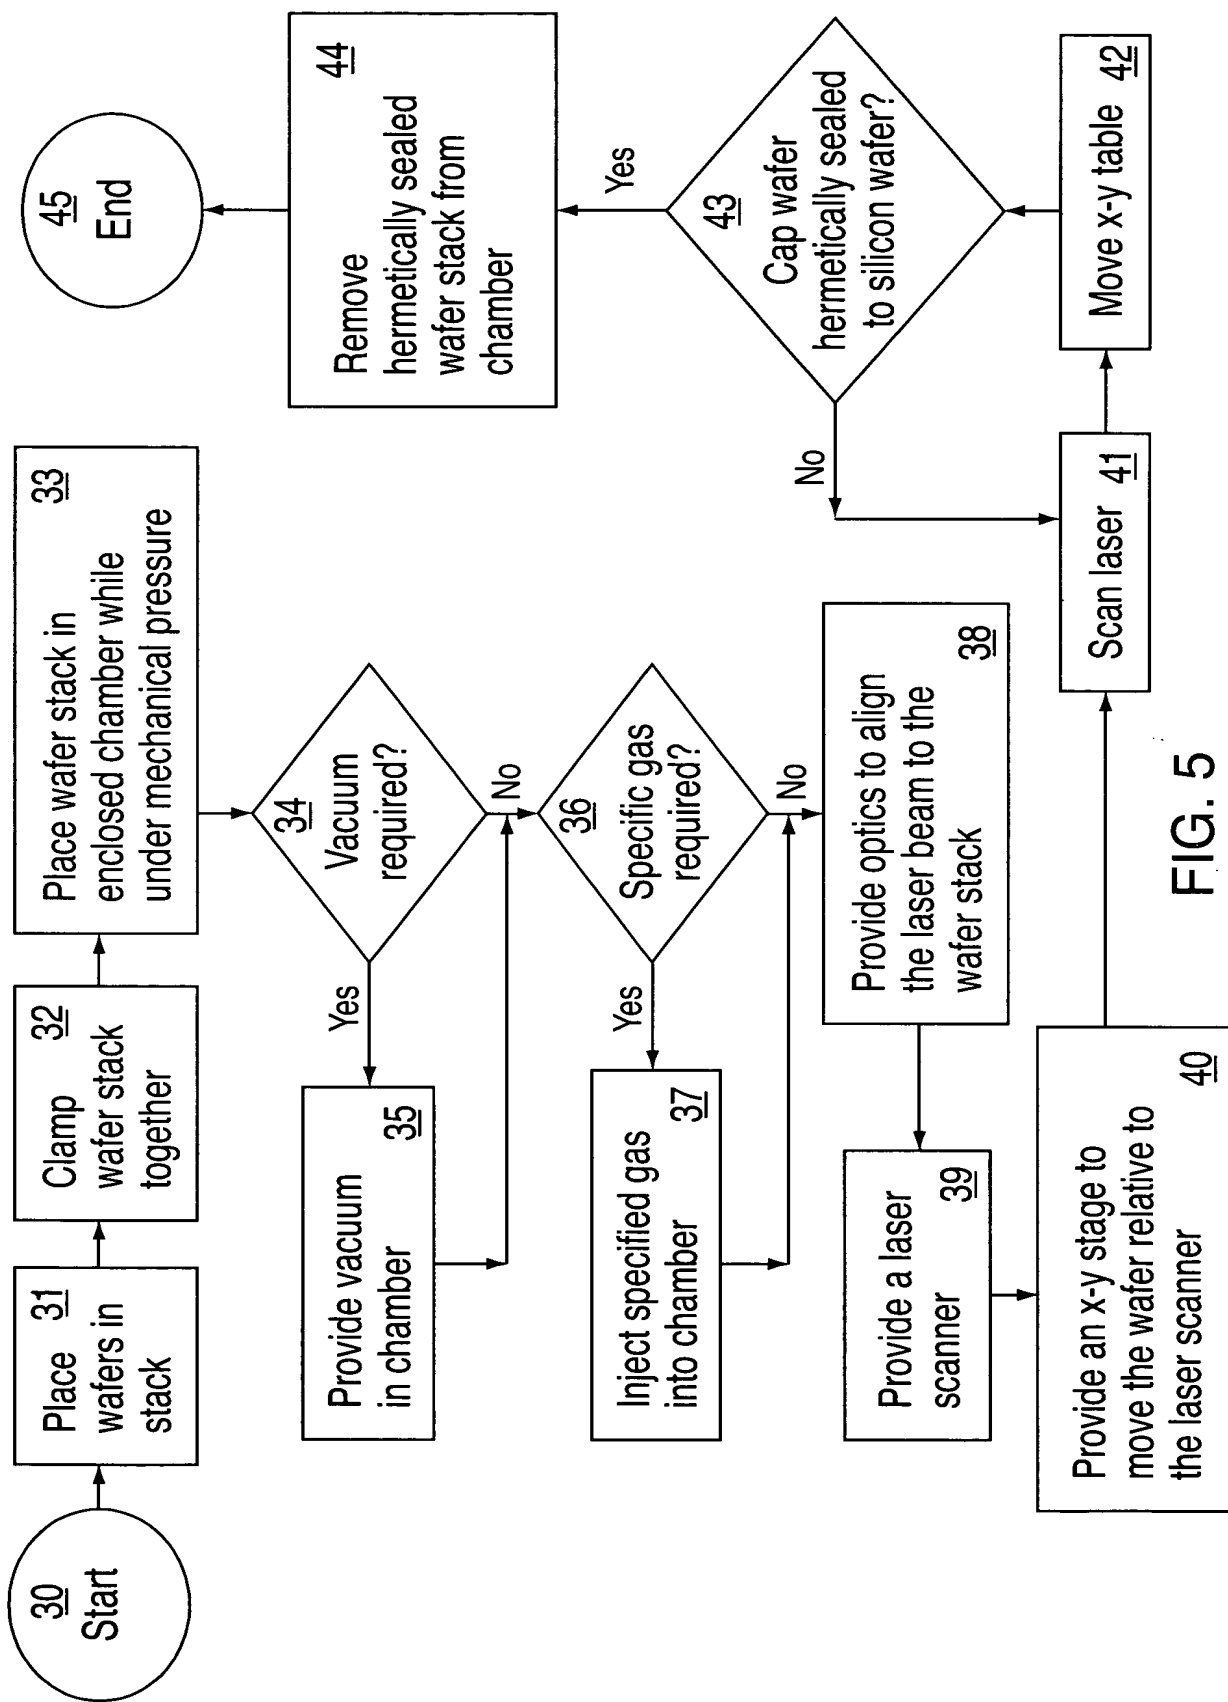 30
Start
Place 31
wafers in
stack
Clamp 32
wafer stack
together
33
Place wafer stack in
enclosed chamber while
under mechanical pressure
34
Vacuum
required?
Yes
No
Provide vacuum
in chamber 35
36
Specific gas
required?
Yes
No
Inject specified gas
into chamber 37
Provide optics to align
the laser beam to the
wafer stack 38
Provide a laser
scanner 39
Provide an x-y stage to
move the wafer relative to
the laser scanner 40
Scan laser 41
Move x-y table 42
43
Cap wafer
hermetically sealed
to silicon wafer?
No
Yes
44
Remove
hermetically sealed
wafer stack from
chamber
45
End
FIG. 5